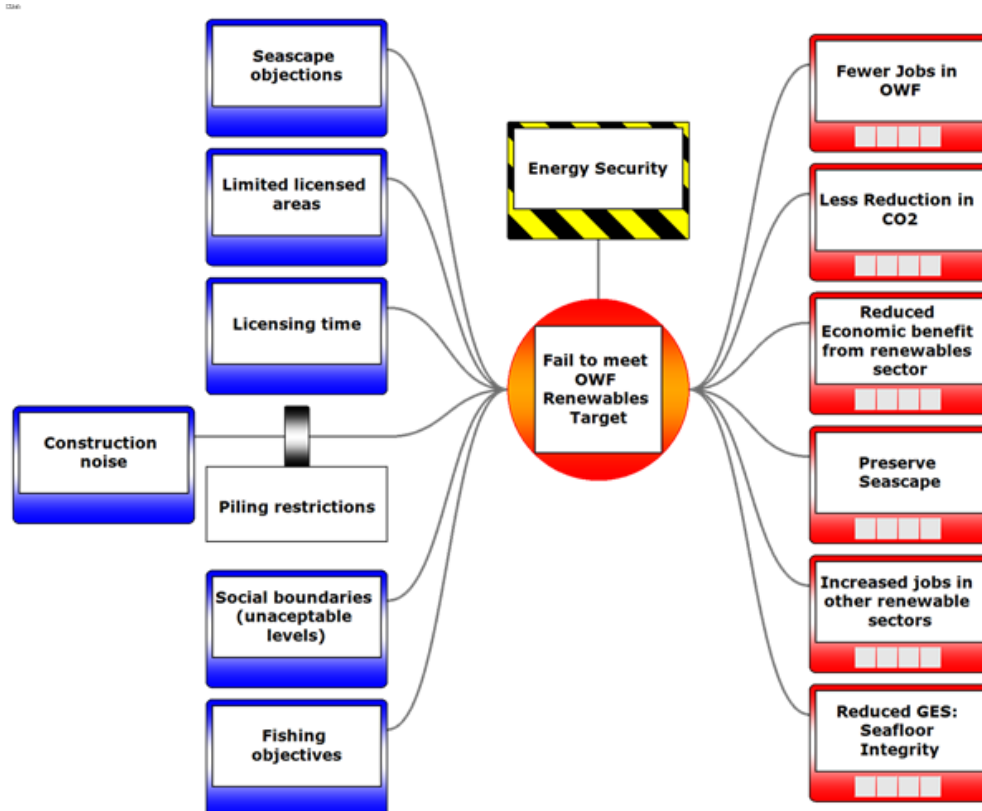 Seascape
objections
Limited licensed
areas
Licensing time
Construction
noise
Piling restrictions
Social boundaries
(unaceptable
levels)
Fishing
objectives
Energy Security
Fail to meet
OWF
Renewables
Target
Fewer Jobs in
OWF
Less Reduction in
CO2
Reduced
Economic benefit
from renewables
sector
Preserve
Seascape
Increased jobs in
other renewable
sectors
Reduced GES:
Seafloor
Integrity